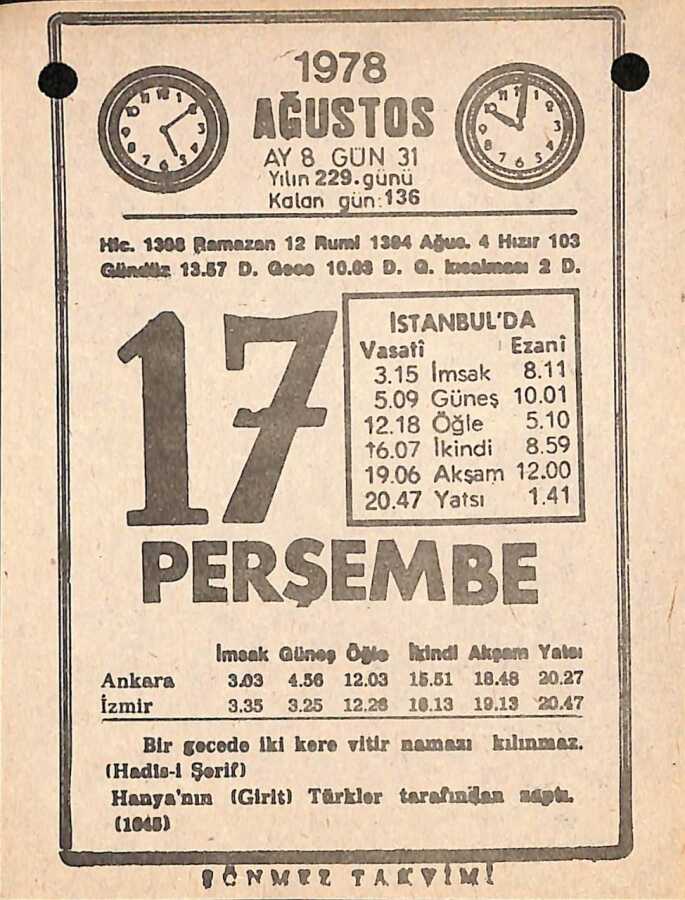 1978
AĞUSTOS
AY 8 GÜN 31
Yılın 229.günü
Kalan gün:136
Hic. 1398 Ramazan 12 Rumi 1394 Ağus. 4 Hızır 103
Gündüz 13.57 D. Gece 10.03 D. G. kısalması 2 D.
17
İSTANBUL'DA
Vasatî Ezanî
3.15 İmsak 8.11
5.09 Güneş 10.01
12.18 Öğle 5.10
16.07 İkindi 8.59
19.06 Akşam 12.00
20.47 Yatsı 1.41
PERŞEMBE
İmsak Güneş Öğle İkindi Akşam Yatsı
Ankara 3.03 4.56 12.03 15.51 18.48 20.27
İzmir 3.35 3.25 12.26 16.13 19.13 20.47
Bir gecede iki kere vitir namazı kılınmaz.
(Hadis-i Şerif)
Hanya'nın (Girit) Türkler tarafından zaptı.
(1645)
SÖNMEZ TAKVİMİ